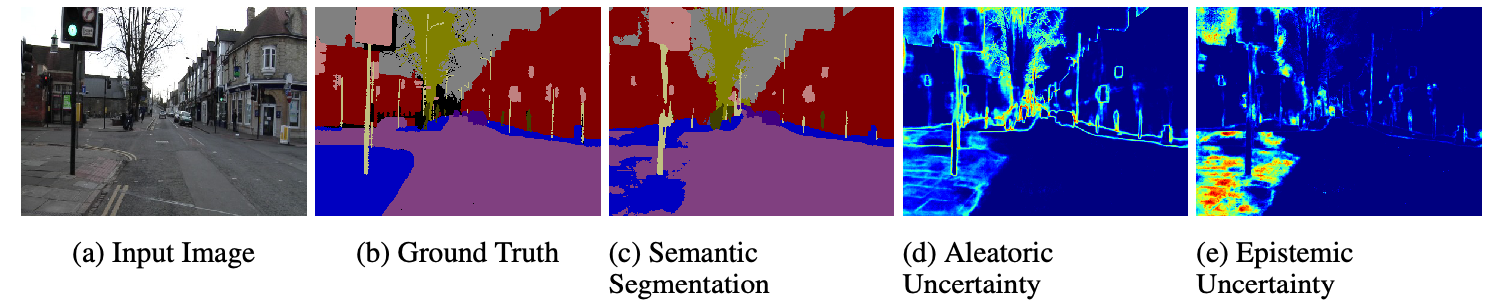 (a) Input Image
(b) Ground Truth
(c) Semantic
Segmentation
(d) Aleatoric
Uncertainty
(e) Epistemic
Uncertainty